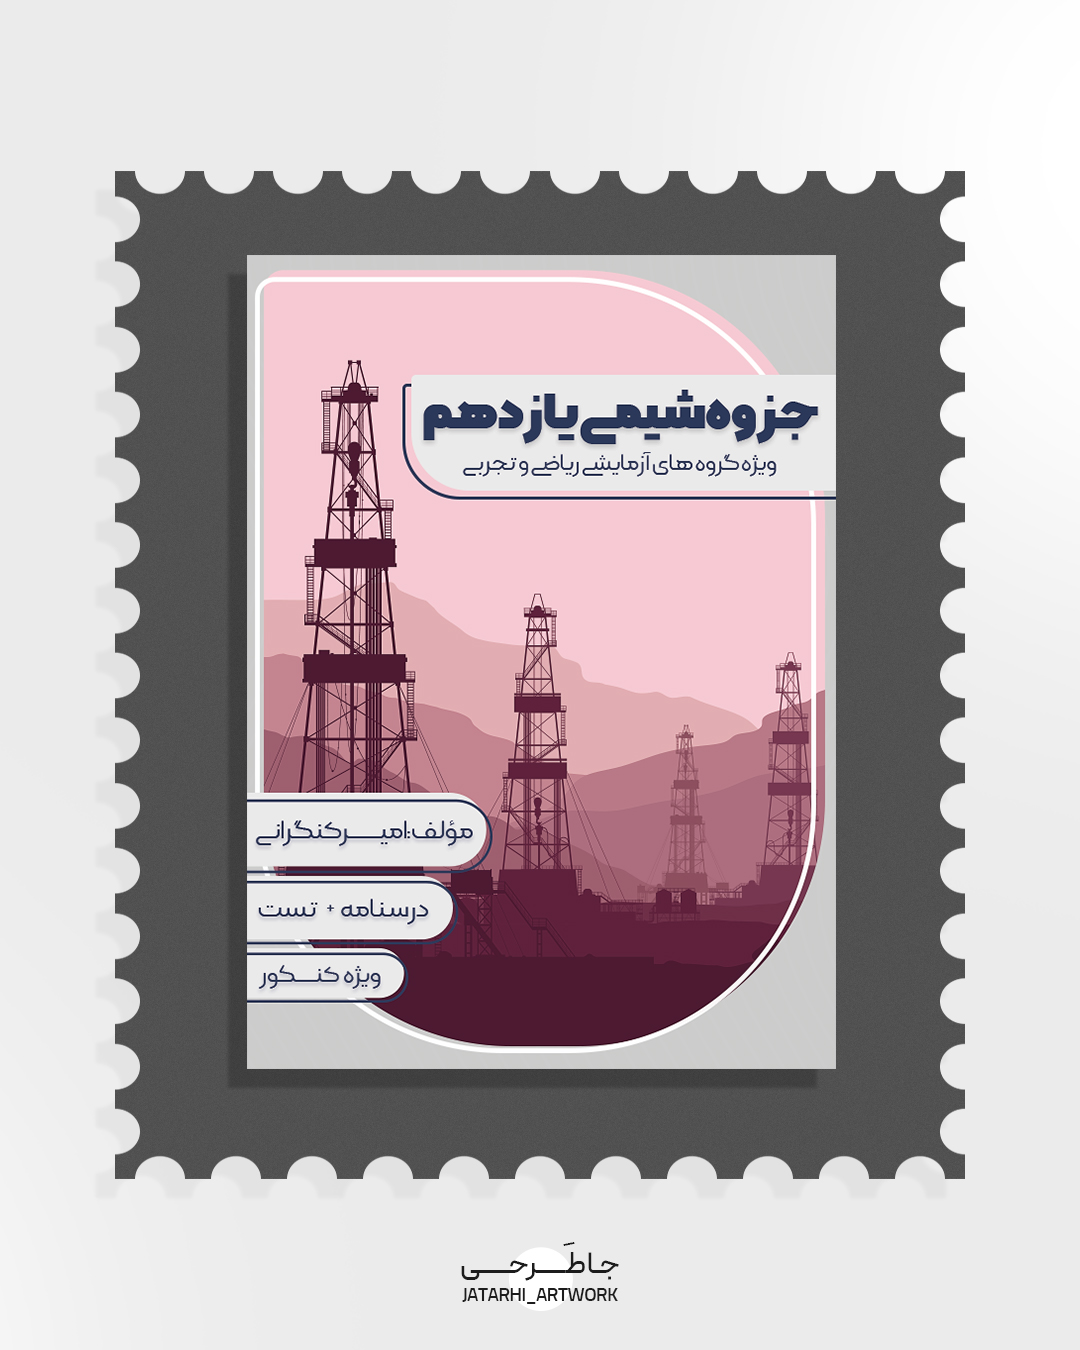 جزوه شیمی یازدهم
ویژه گروه های آزمایشی ریاضی و تجربی
مؤلف:امیـــرکنگرانی
درسنامه + تست
ویژه کنـــکور
جاطَـــرحـــی
JATARHI_ARTWORK